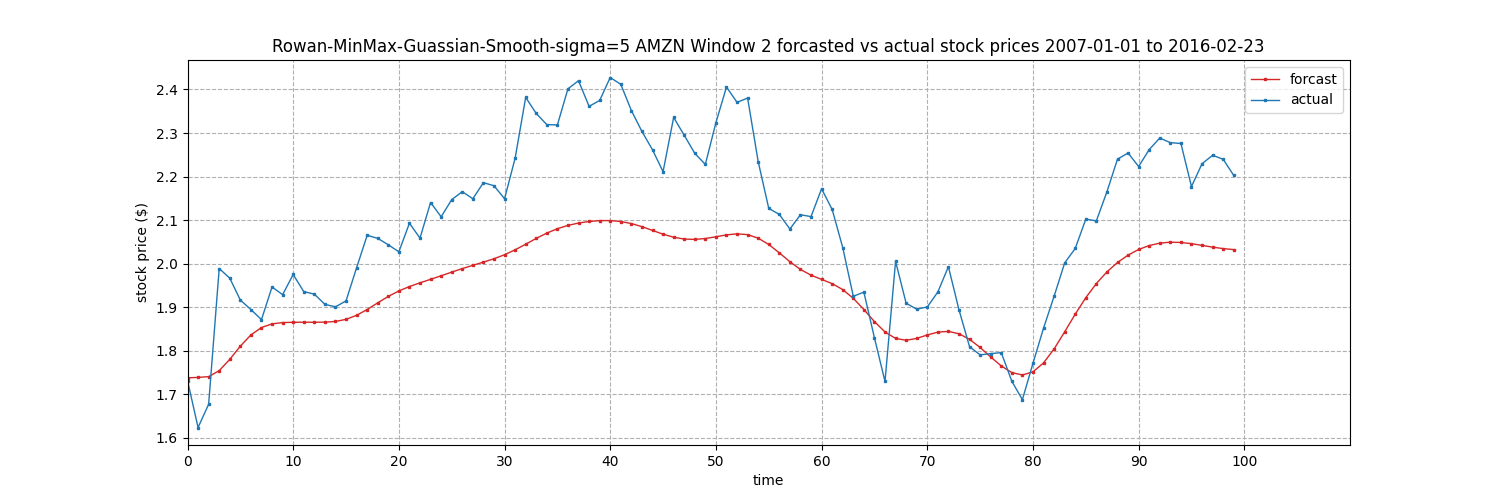 Rowan-MinMax-Guassian-Smooth-sigma=5 AMZN Window 2 forcasted vs actual stock prices 2007-01-01 to 2016-02-23
forcast
actual
stock price ($)
2.4
2.3
2.2
2.1
2.0
1.9
1.8
1.7
1.6
0 10 20 30 40 50 60 70 80 90 100
time